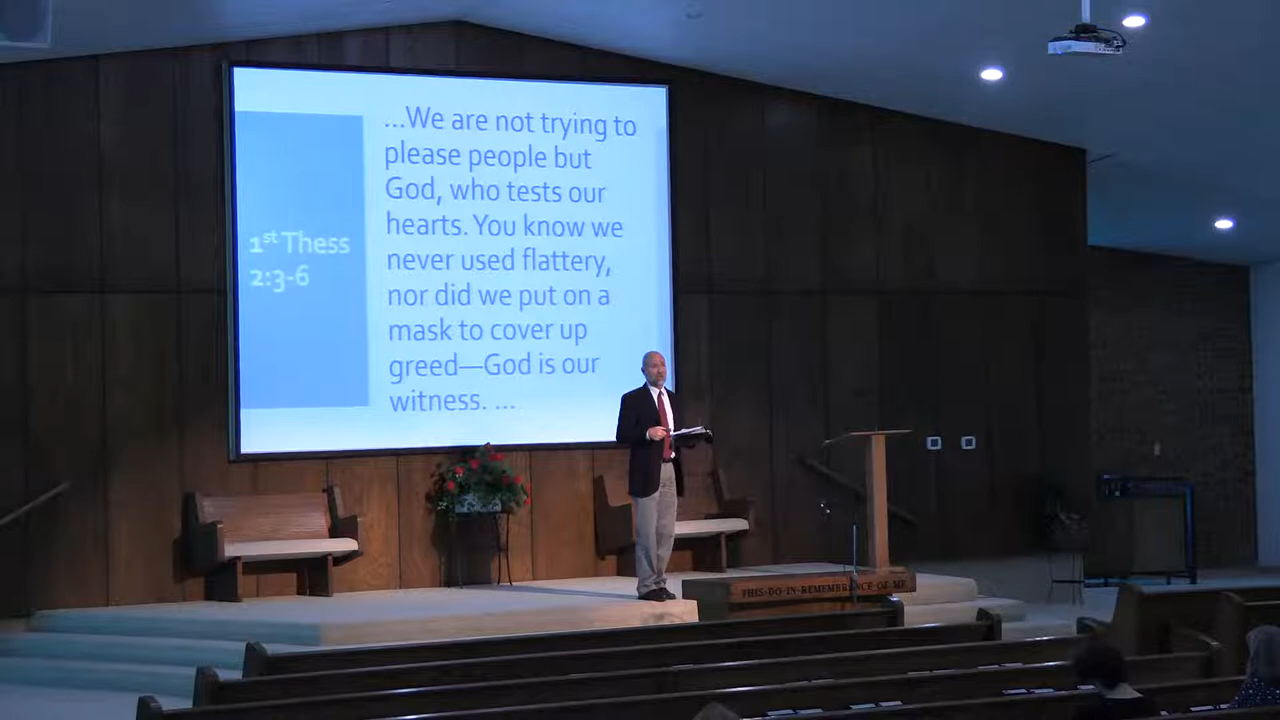 1st Thess
2:3-6
...We are not trying to
please people but
God, who tests our
hearts. You know we
never used flattery,
nor did we put on a
mask to cover up
greed—God is our
witness. ...
THIS-DO-IN-REMEMBRANCE-OF-ME